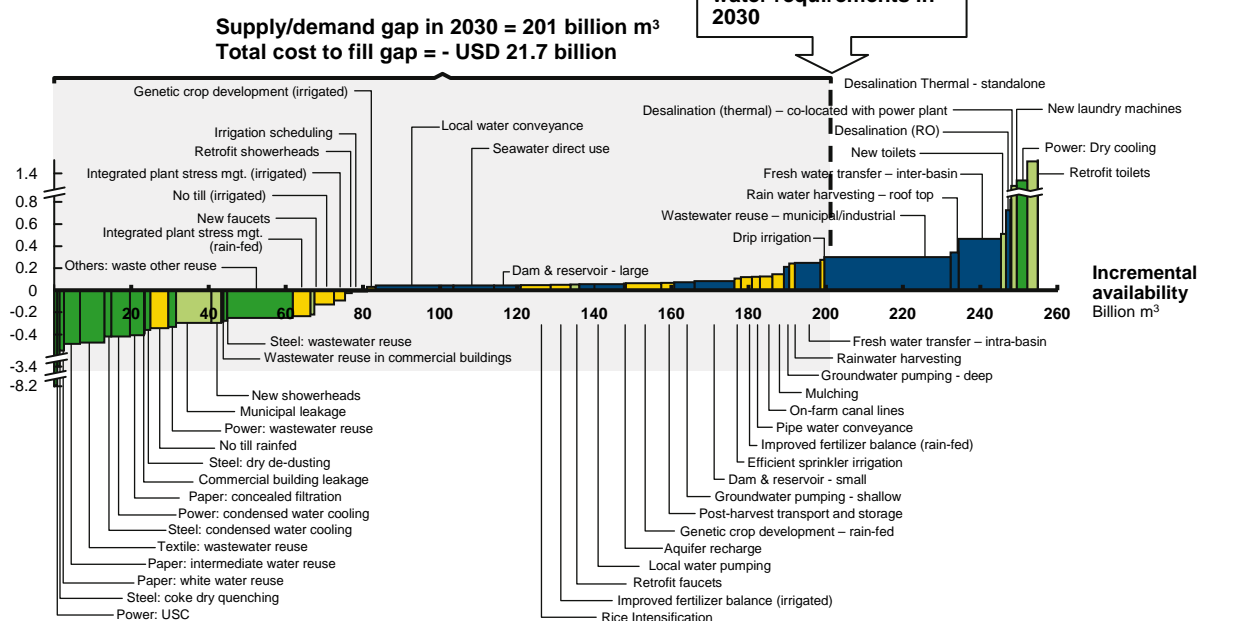 water requirements in
2030
Supply/demand gap in 2030 = 201 billion m³
Total cost to fill gap = - USD 21.7 billion
Desalination Thermal - standalone
Genetic crop development (irrigated)
Desalination (thermal) – co-located with power plant
New laundry machines
Irrigation scheduling
Local water conveyance
Desalination (RO)
Retrofit showerheads
Seawater direct use
New toilets
Power: Dry cooling
Integrated plant stress mgt. (irrigated)
Fresh water transfer – inter-basin
Retrofit toilets
No till (irrigated)
Rain water harvesting – roof top
New faucets
Wastewater reuse – municipal/industrial
Integrated plant stress mgt.
(rain-fed)
Drip irrigation
Others: waste other reuse
Dam & reservoir - large
1.4
0.8
0.6
0.4
0.2
0
-0.2
-0.4
-3.4
-8.2
20
40
60
80
100
120
140
160
180
200
220
240
260
Incremental
availability
Billion m³
Steel: wastewater reuse
Wastewater reuse in commercial buildings
New showerheads
Municipal leakage
Power: wastewater reuse
No till rainfed
Steel: dry de-dusting
Commercial building leakage
Paper: concealed filtration
Power: condensed water cooling
Steel: condensed water cooling
Textile: wastewater reuse
Paper: intermediate water reuse
Paper: white water reuse
Steel: coke dry quenching
Power: USC
Fresh water transfer – intra-basin
Rainwater harvesting
Groundwater pumping - deep
Mulching
On-farm canal lines
Pipe water conveyance
Improved fertilizer balance (rain-fed)
Efficient sprinkler irrigation
Dam & reservoir - small
Groundwater pumping - shallow
Post-harvest transport and storage
Genetic crop development – rain-fed
Aquifer recharge
Local water pumping
Retrofit faucets
Improved fertilizer balance (irrigated)
Rice Intensification